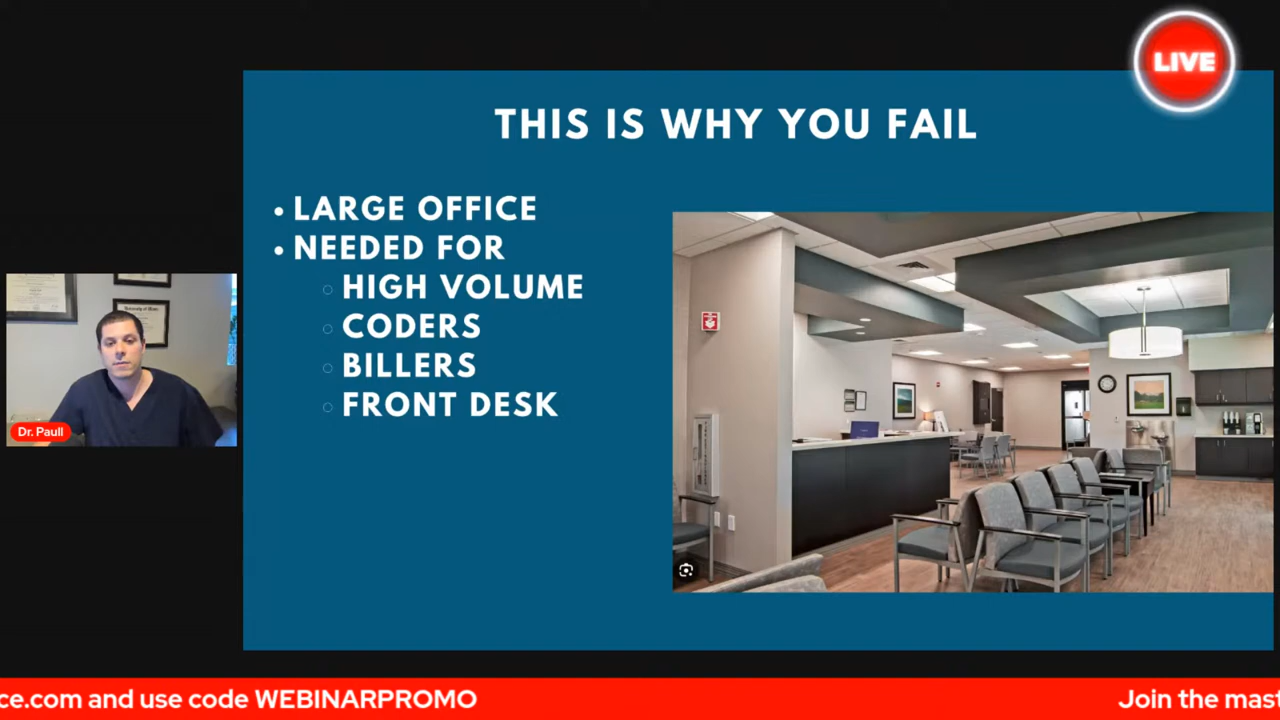 LIVE
THIS IS WHY YOU FAIL
• LARGE OFFICE
• NEEDED FOR
○ HIGH VOLUME
○ CODERS
○ BILLERS
○ FRONT DESK
Dr. Paull
ce.com and use code WEBINARPROMO
Join the mast